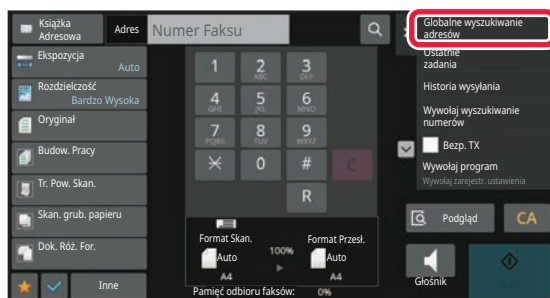 Książka
Adresowa
Adres
Numer Faksu
Ekspozycja
Auto
Rozdzielczość
Bardzo Wysoka
Oryginał
Budow. Pracy
Tr. Pow. Skan.
Skan. grub. papieru
Dok. Róż. For.
Inne
1
2
ABC
3
DEF
4
GHI
5
JKL
6
MNO
7
PQRS
8
TUV
9
WXYZ
0
#
C
R
Format Skan.
Auto
A4
100%
Format Przesł.
Auto
A4
Pamięć odbioru faksów: 0%
Globalne wyszukiwanie
adresów
Ostatnie
zadania
Historia wysyłania
Wywołaj wyszukiwanie
numerów
Bezp. TX
Wywołaj program
Wywołaj zarejestr. ustawienia
Podgląd
CA
Głośnik
Start